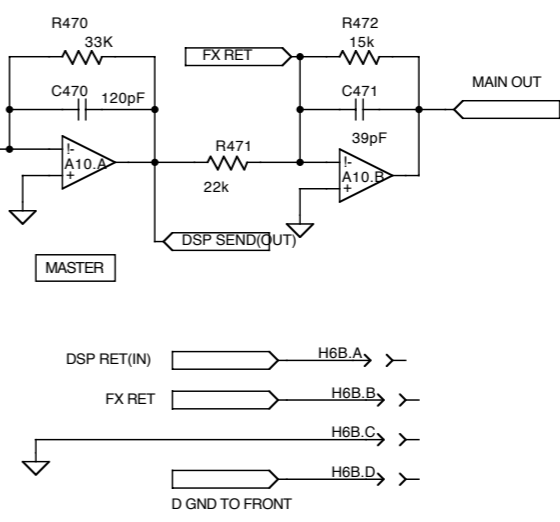 R470
33K
C470
120pF
!-
A10.A
+
R471
22k
FX RET
R472
15k
C471
39pF
!-
A10.B
+
MAIN OUT
DSP SEND(OUT)
MASTER
DSP RET(IN)
H6B.A
FX RET
H6B.B
H6B.C
H6B.D
D GND TO FRONT